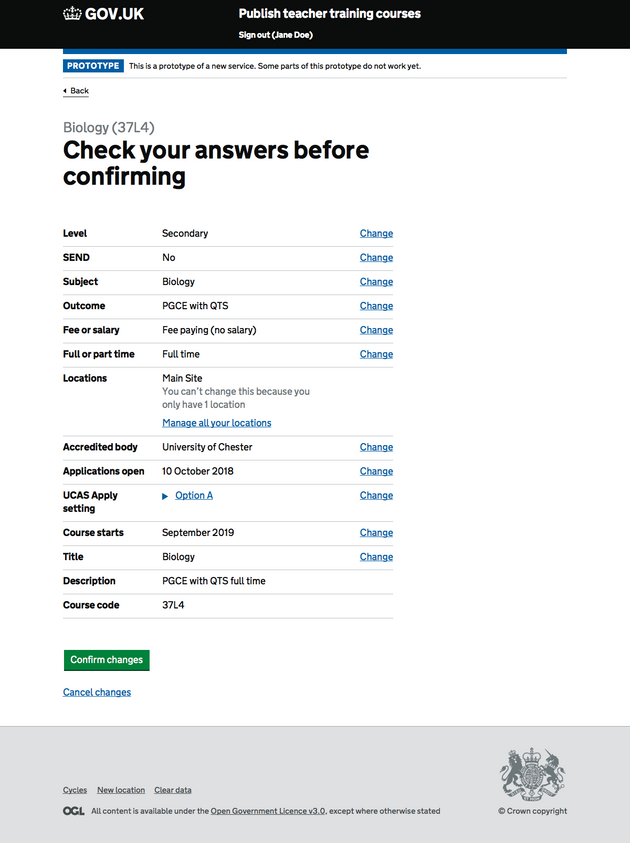 GOV.UK
Publish teacher training courses
Sign out (Jane Doe)
PROTOTYPE This is a prototype of a new service. Some parts of this prototype do not work yet.
Back
Biology (37L4)
Check your answers before
confirming
Level Secondary Change
SEND No Change
Subject Biology Change
Outcome PGCE with QTS Change
Fee or salary Fee paying (no salary) Change
Full or part time Full time Change
Locations Main Site
You can't change this because you
only have 1 location
Manage all your locations
Accredited body University of Chester Change
Applications open 10 October 2018 Change
UCAS Apply Option A Change
setting
Course starts September 2019 Change
Title Biology Change
Description PGCE with QTS full time
Course code 37L4
Confirm changes
Cancel changes
Cycles New location Clear data
OGL All content is available under the Open Government Licence v3.0, except where otherwise stated
© Crown copyright